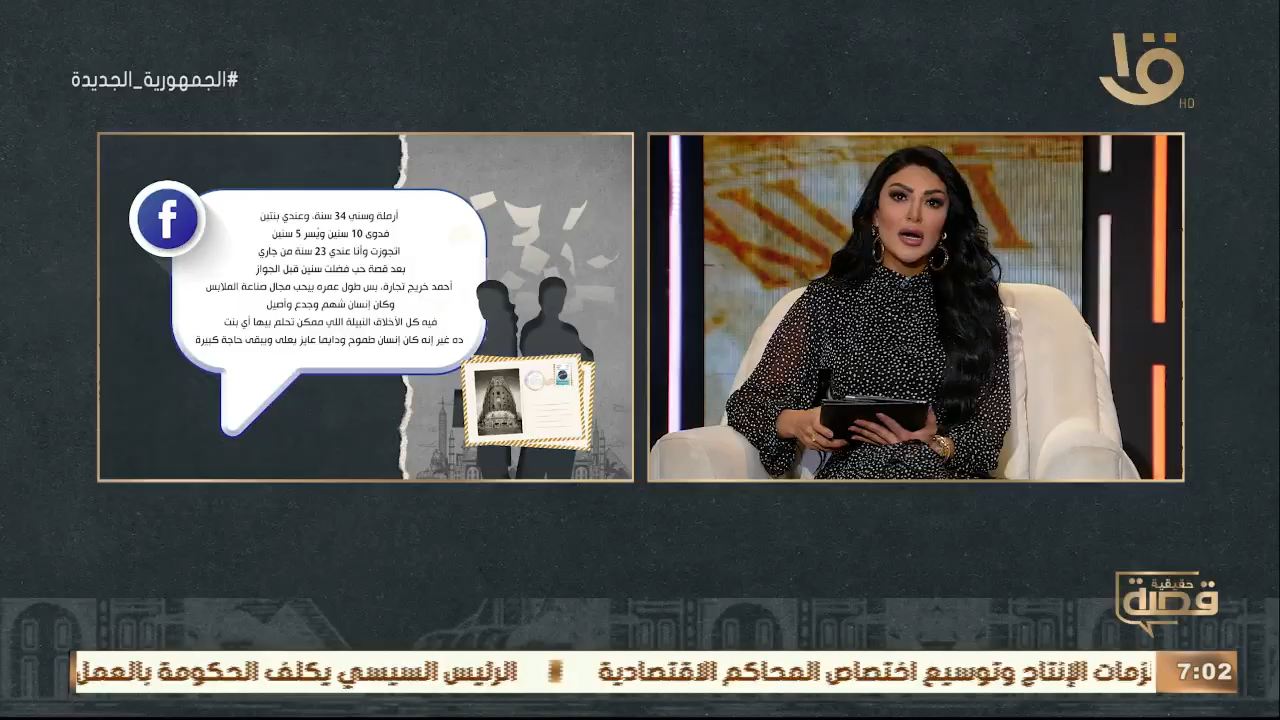 #الجمهورية_الجديدة
HD
أرملة وسني 34 سنة، وعندي بنتين
فدوى 10 سنين ويُسر 5 سنين
اتجوزت وأنا عندي 23 سنة من جاري
بعد قصة حب فضلت سنين قبل الجواز
أحمد خريج تجارة، بس طول عمره بيحب مجال صناعة الملابس
وكان إنسان شهم وجدع وأصيل
فيه كل الأخلاق النبيلة اللي ممكن تحلم بيها أي بنت
ده غير إنه كان إنسان طموح ودايما عايز يعلى ويبقى حاجة كبيرة
قصة حقيقية
7:02
زمات الإنتاج وتوسيع اختصاص المحاكم الاقتصادية الرئيس السيسي يكلف الحكومة بالعمل